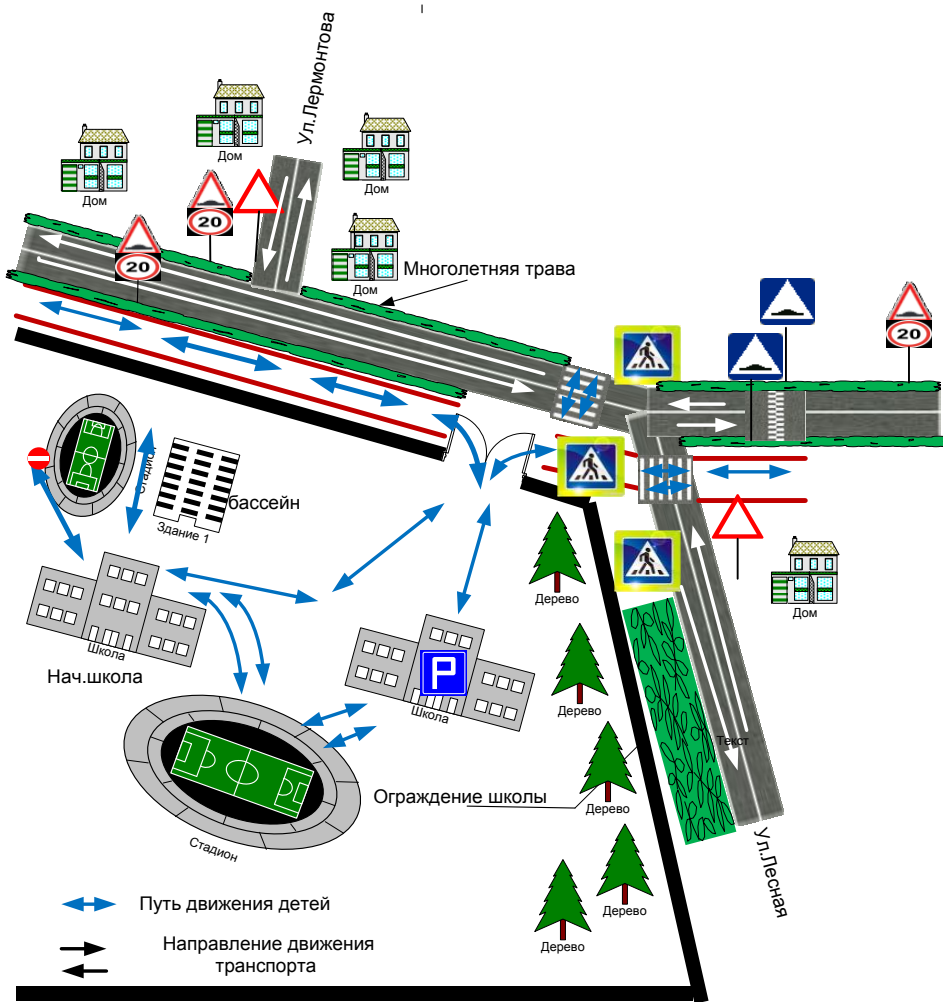 Ул.Лермонтова
Дом
Дом
Дом
Дом
20
20
Многолетняя трава
20
Стадион
бассейн
Здание 1
Школа
Нач.школа
P
Школа
Стадион
Ограждение школы
Дерево
Дерево
Дерево
Дерево
Дерево
Дом
Текст
Ул.Лесная
Путь движения детей
Направление движения
транспорта